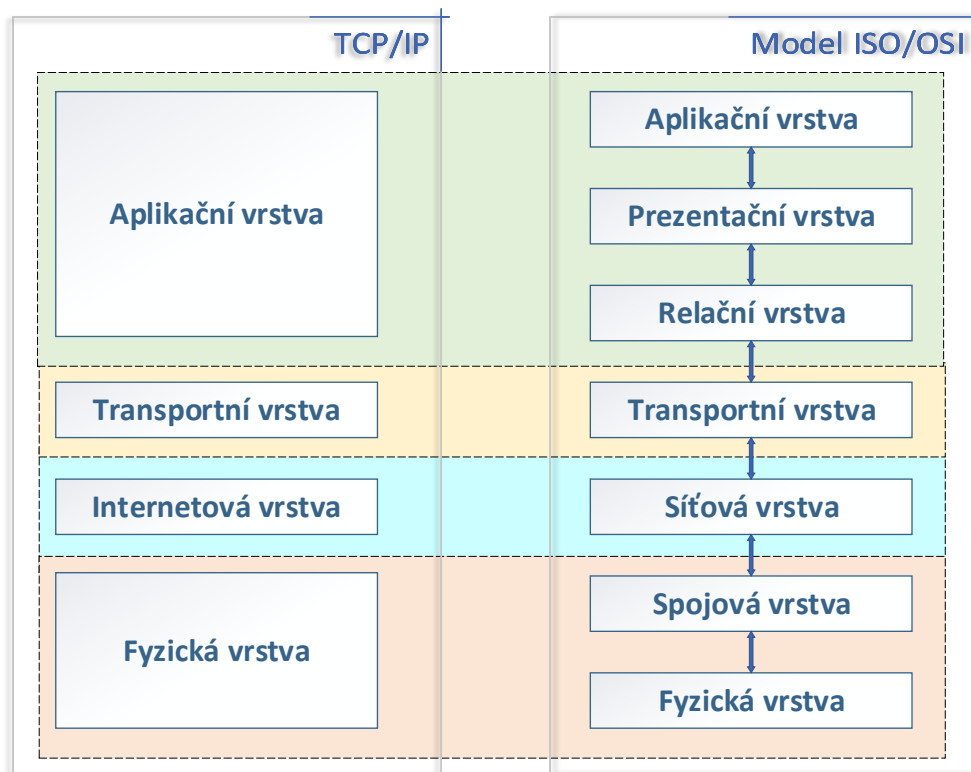 TCP/IP
Aplikační vrstva
Transportní vrstva
Internetová vrstva
Fyzická vrstva
Model ISO/OSI
Aplikační vrstva
Prezentační vrstva
Relační vrstva
Transportní vrstva
Síťová vrstva
Spojová vrstva
Fyzická vrstva